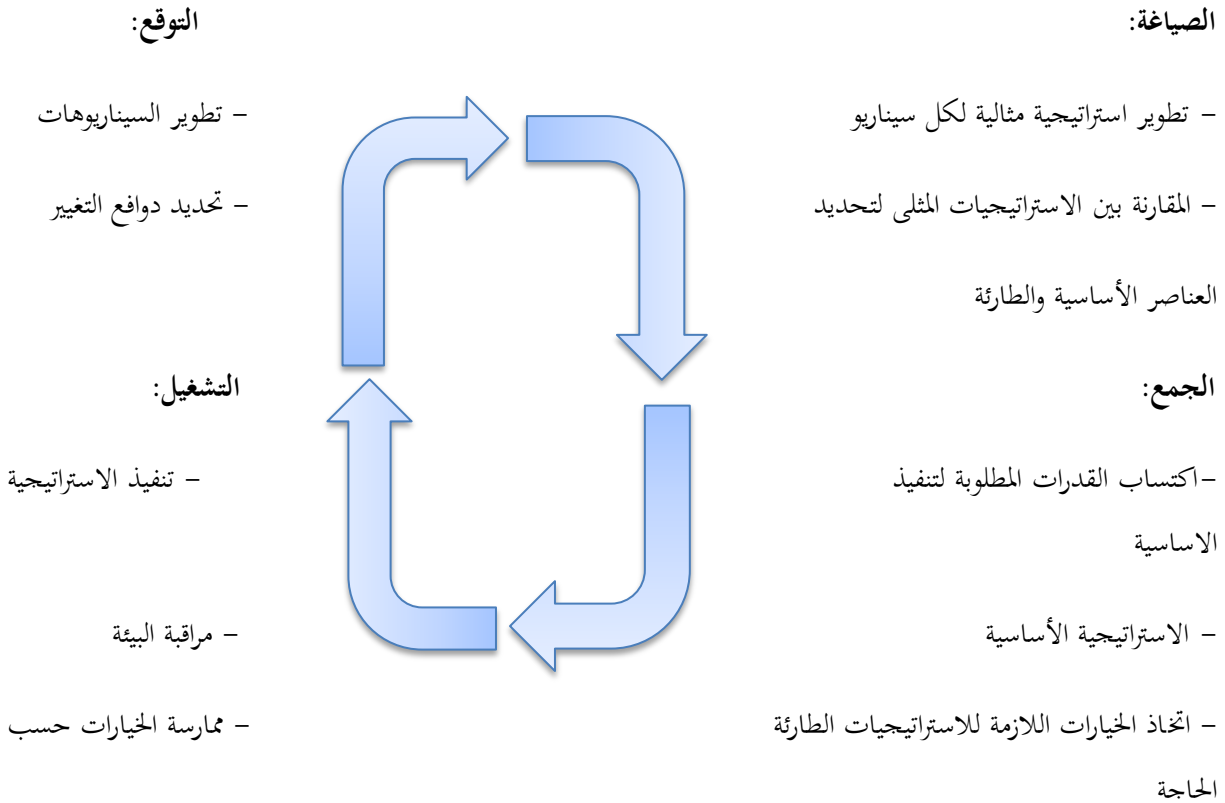 الصياغة:
التوقع:
– تطوير استراتيجية مثالية لكل سيناريو
– تطوير السيناريوهات
– المقارنة بين الاستراتيجيات المثلى لتحديد
– تحديد دوافع التغيير
العناصر الأساسية والطارئة
الجمع:
التشغيل:
–اكتساب القدرات المطلوبة لتنفيذ
– تنفيذ الاستراتيجية
الاساسية
– الاستراتيجية الأساسية
– مراقبة البيئة
– اتخاذ الخيارات اللازمة للاستراتيجيات الطارئة
– ممارسة الخيارات حسب
الحاجة